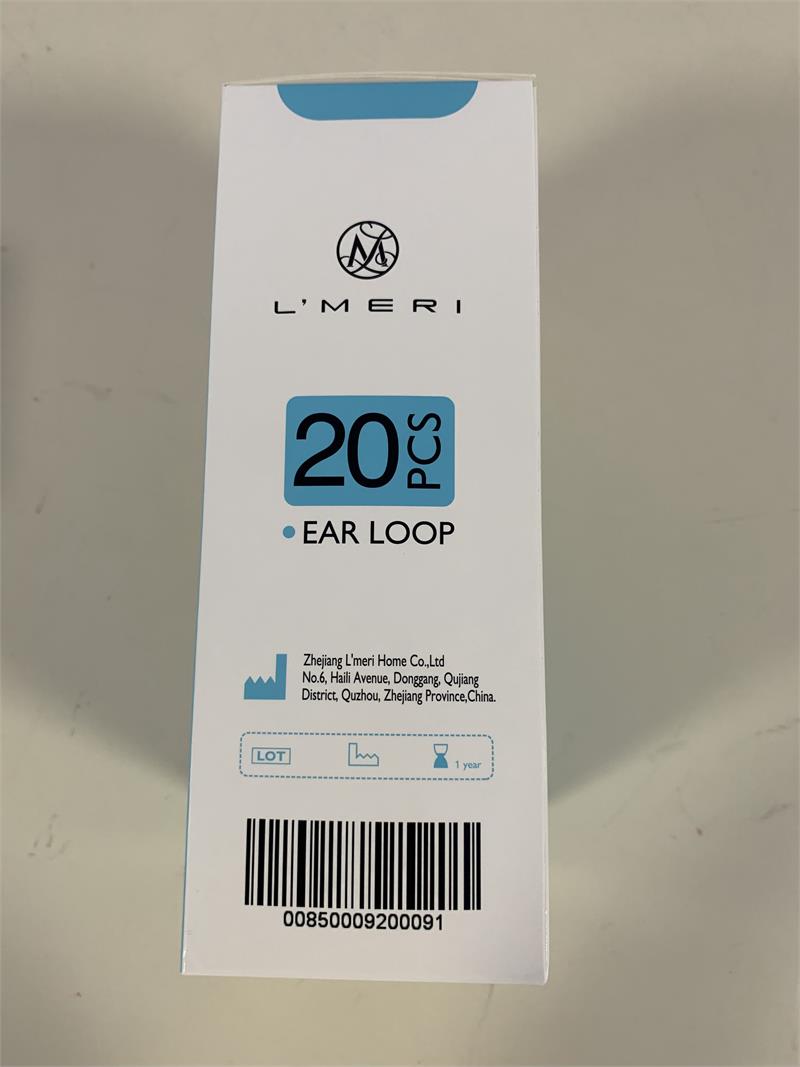 L'MERI
20 PCS
EAR LOOP
Zhejiang L'meri Home Co.,Ltd
No.6, Haili Avenue, Donggang, Qujiang
District, Quzhou, Zhejiang Province,China.
LOT
1 year
00850009200091